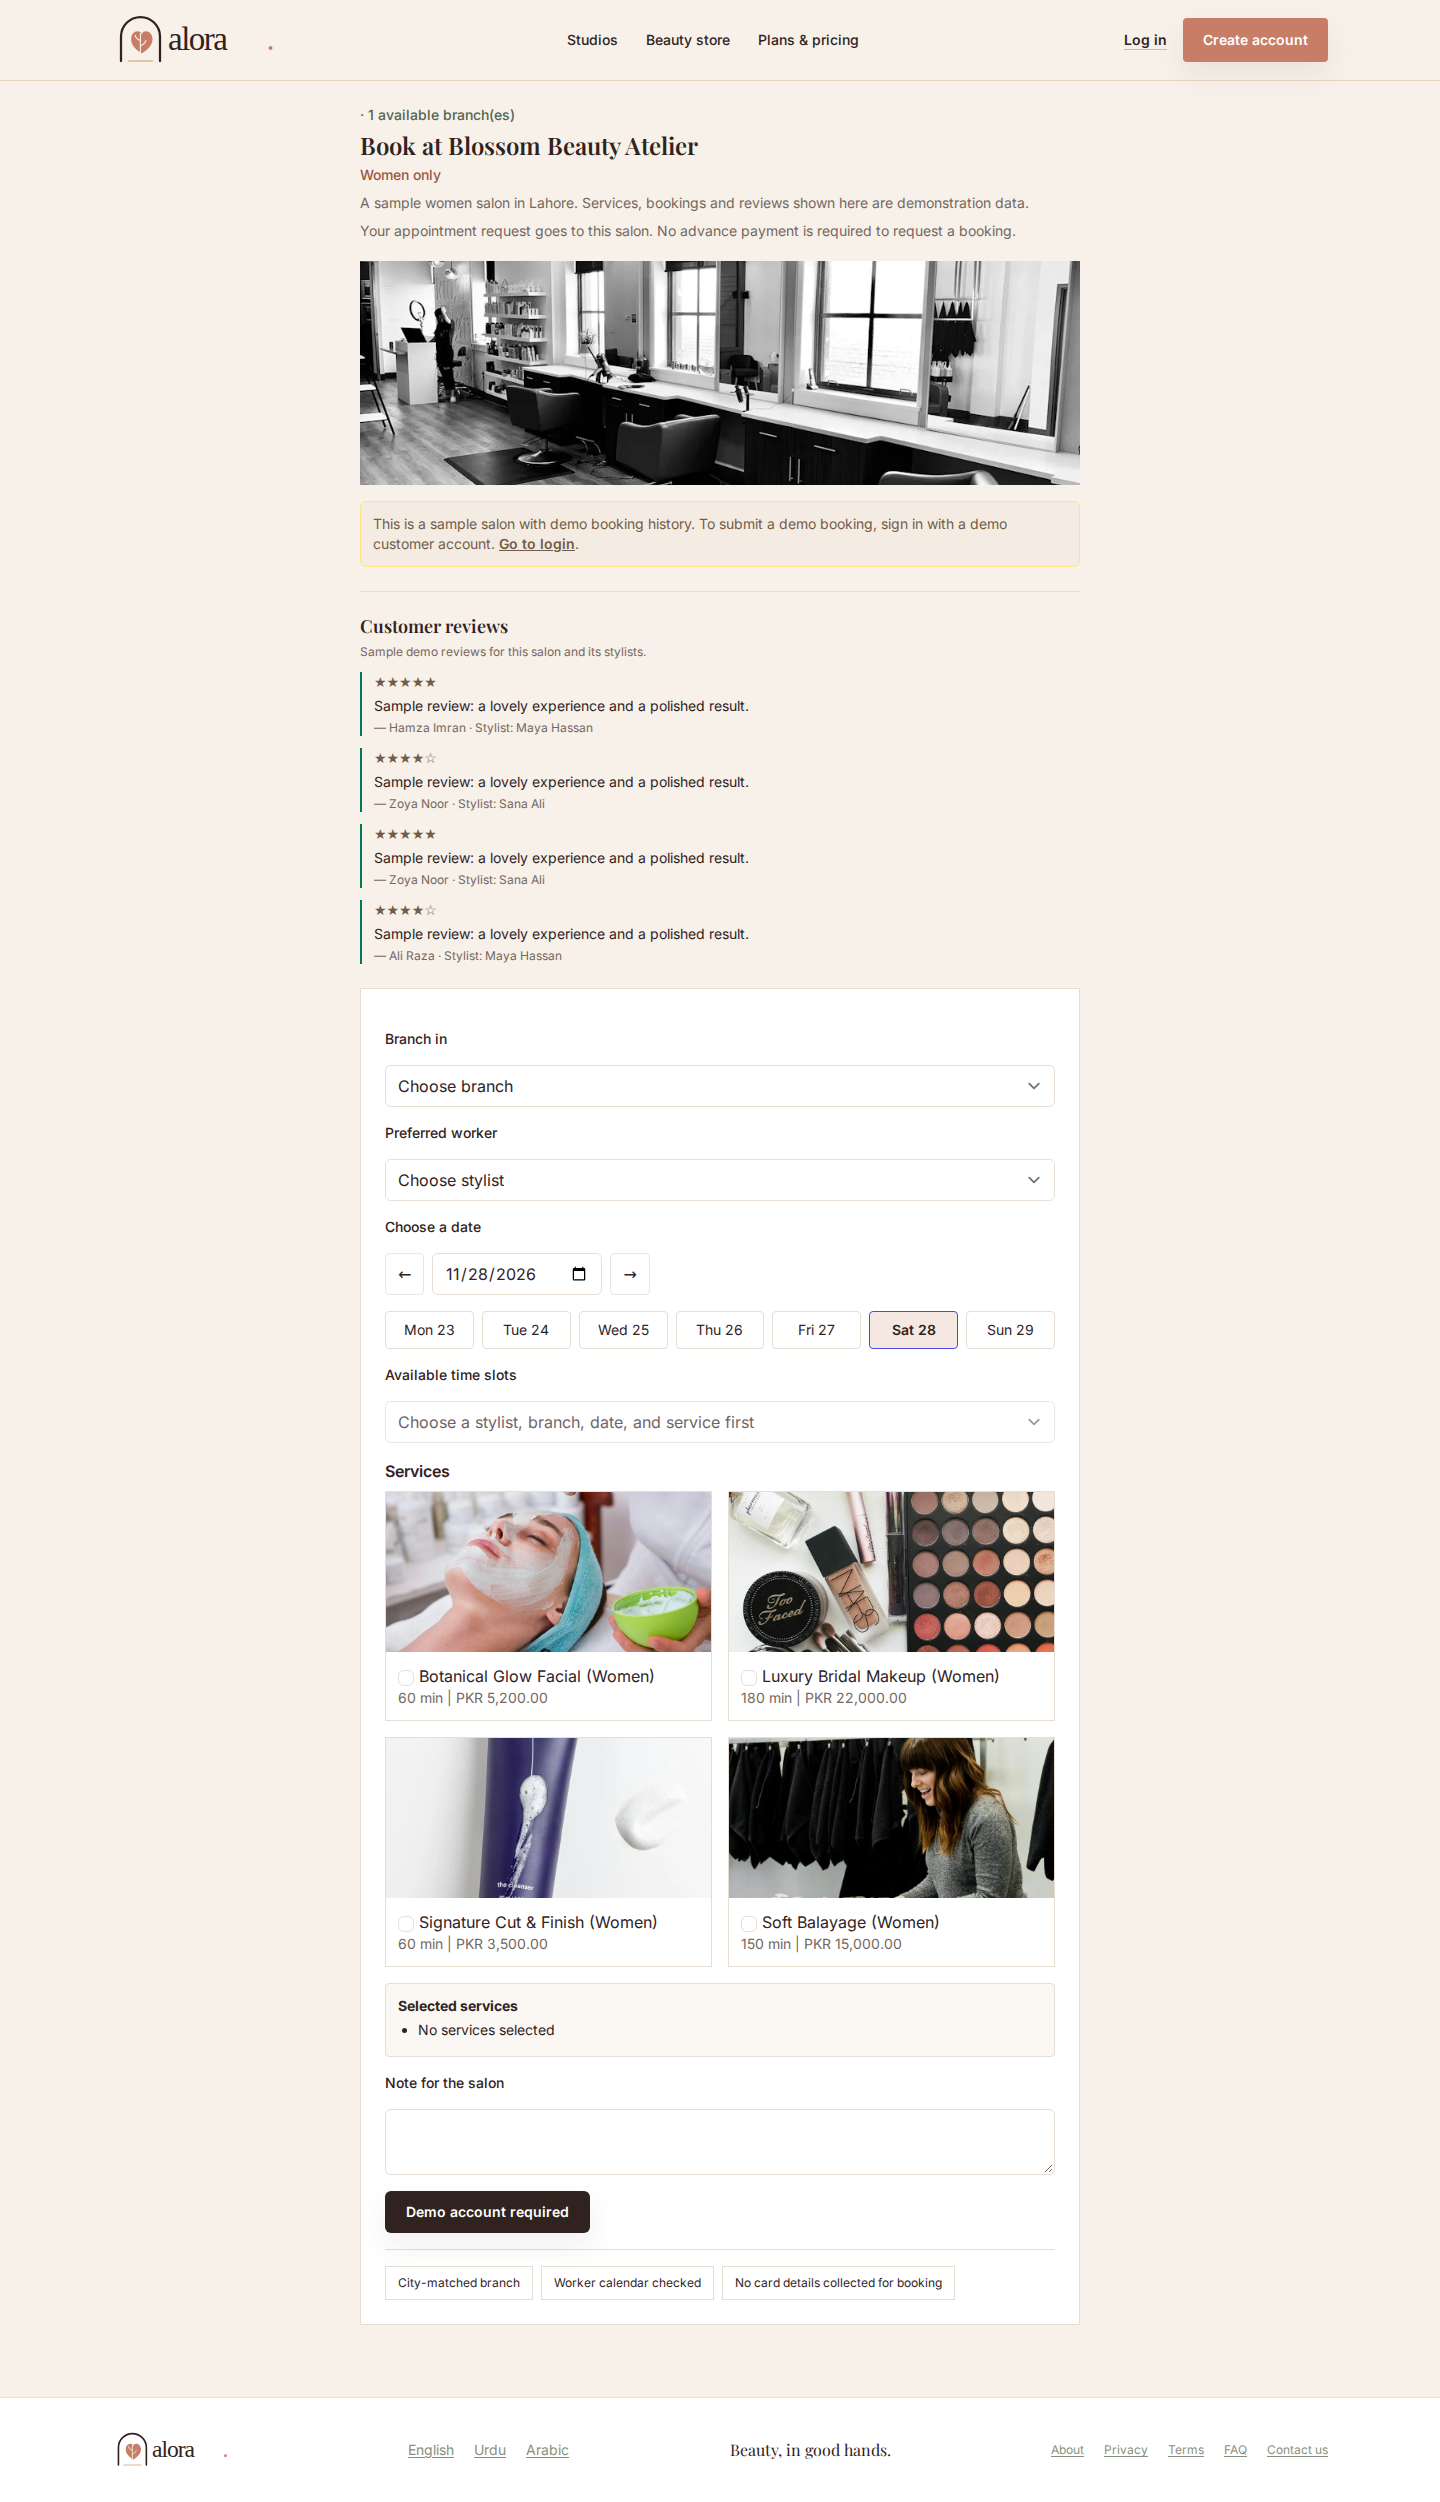 alora.
Studios Beauty store Plans & pricing
Log in Create account
· 1 available branch(es)
Book at Blossom Beauty Atelier
Women only
A sample women salon in Lahore. Services, bookings and reviews shown here are demonstration data.
Your appointment request goes to this salon. No advance payment is required to request a booking.
This is a sample salon with demo booking history. To submit a demo booking, sign in with a demo
customer account. Go to login.
Customer reviews
Sample demo reviews for this salon and its stylists.
★★★★★
Sample review: a lovely experience and a polished result.
— Hamza Imran · Stylist: Maya Hassan
★★★★☆
Sample review: a lovely experience and a polished result.
— Zoya Noor · Stylist: Sana Ali
★★★★★
Sample review: a lovely experience and a polished result.
— Zoya Noor · Stylist: Sana Ali
★★★★☆
Sample review: a lovely experience and a polished result.
— Ali Raza · Stylist: Maya Hassan
Branch in
Choose branch
Preferred worker
Choose stylist
Choose a date
← 11/28/2026 →
Mon 23 Tue 24 Wed 25 Thu 26 Fri 27 Sat 28 Sun 29
Available time slots
Choose a stylist, branch, date, and service first
Services
Too Faced
NARS
Botanical Glow Facial (Women)
60 min | PKR 5,200.00
Luxury Bridal Makeup (Women)
180 min | PKR 22,000.00
the cleanser
Signature Cut & Finish (Women)
60 min | PKR 3,500.00
Soft Balayage (Women)
150 min | PKR 15,000.00
Selected services
• No services selected
Note for the salon
Demo account required
City-matched branch Worker calendar checked No card details collected for booking
alora.
English Urdu Arabic
Beauty, in good hands.
About Privacy Terms FAQ Contact us